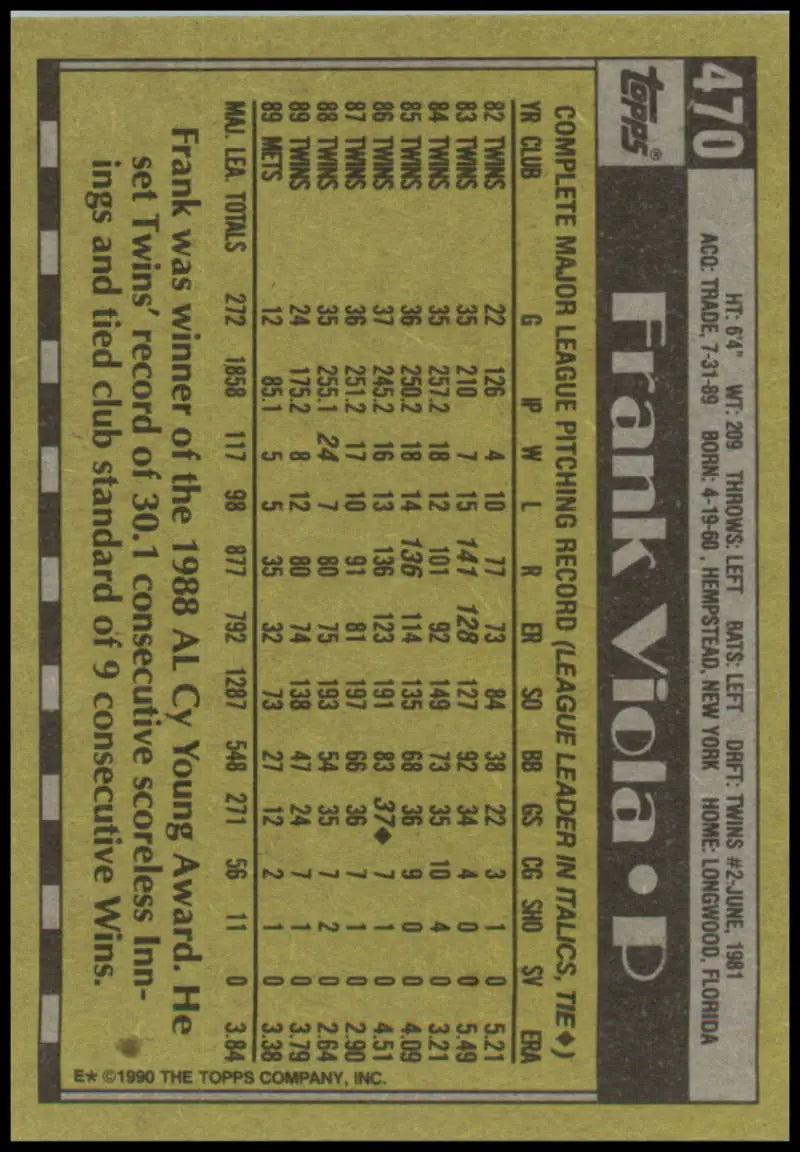 470
HT: 6'4" WT: 209 THROWS: LEFT BATS: LEFT DRFT: TWINS #2-JUNE, 1981
ACQ: TRADE, 7-31-89 BORN: 4-19-60, HEMPSTEAD, NEW YORK HOME: LONGWOOD, FLORIDA
topps®
Frank Viola • P
COMPLETE MAJOR LEAGUE PITCHING RECORD (LEAGUE LEADER IN ITALICS, TIE♦)
YR CLUB G IP W L R ER SO BB GS CG SHO SV ERA
82 TWINS 22 126 4 10 77 73 84 38 22 3 1 0 5.21
83 TWINS 35 210 7 15 141 128 127 92 34 4 0 0 5.49
84 TWINS 35 257.2 18 12 101 92 149 73 35 10 4 0 3.21
85 TWINS 36 250.2 18 14 136 114 135 68 36 9 0 0 4.09
86 TWINS 37 245.2 16 13 136 123 191 83 37♦ 7 1 0 4.51
87 TWINS 36 251.2 17 10 91 81 197 66 36 7 1 0 2.90
88 TWINS 35 255.1 24 7 80 75 193 54 35 7 2 0 2.64
89 TWINS 24 175.2 8 12 80 74 138 47 24 7 1 0 3.79
89 METS 12 85.1 5 5 35 32 73 27 12 2 1 0 3.38
MAJ. LEA. TOTALS 272 1858 117 98 877 792 1287 548 271 56 11 0 3.84
Frank was winner of the 1988 AL Cy Young Award. He
set Twins' record of 30.1 consecutive scoreless Inn-
ings and tied club standard of 9 consecutive Wins.
E* ©1990 THE TOPPS COMPANY, INC.